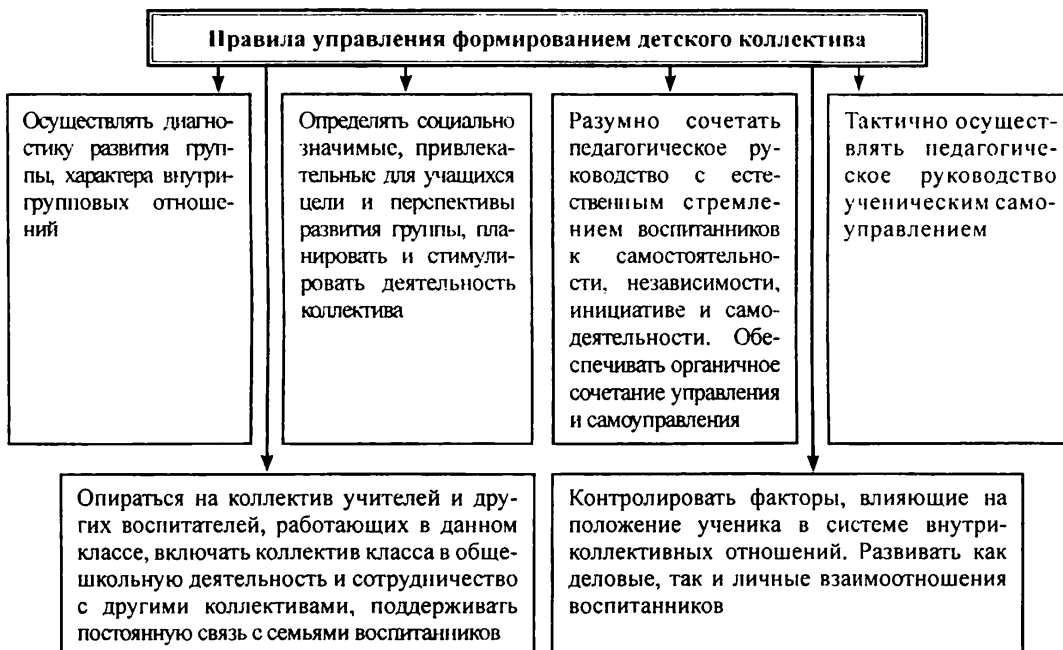 Правила управления формированием детского коллектива
Осуществлять диагно-
стику развития груп-
пы, характера внутри-
групповых отноше-
ний
Определять социально
значимые, привлека-
тельные для учащихся
цели и перспективы
развития группы, пла-
нировать и стимули-
ровать деятельность
коллектива
Разумно сочетать
педагогическое ру-
ководство с есте-
ственным стремле-
нием воспитанников
к самостоятельно-
сти, независимости,
инициативе и само-
деятельности. Обе-
спечивать органичное
сочетание управления
и самоуправления
Тактично осущест-
влять педагогиче-
ское руководство
ученическим само-
управлением
Опираться на коллектив учителей и дру-
гих воспитателей, работающих в данном
классе, включать коллектив класса в обще-
школьную деятельность и сотрудничество
с другими коллективами, поддерживать
постоянную связь с семьями воспитанников
Контролировать факторы, влияющие на
положение ученика в системе внутри-
коллективных отношений. Развивать как
деловые, так и личные взаимоотношения
воспитанников